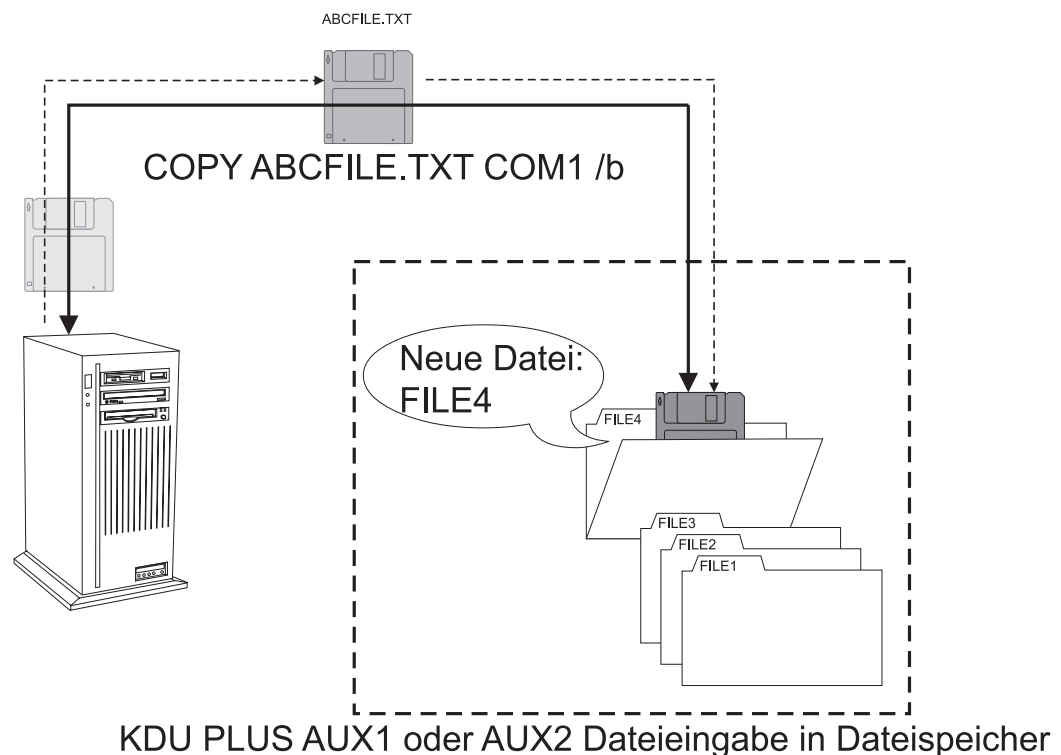 ABCFILE.TXT
COPY ABCFILE.TXT COM1 /b
Neue Datei:
FILE4
FILE4
FILE3
FILE2
FILE1
KDU PLUS AUX1 oder AUX2 Dateieingabe in Dateispeicher